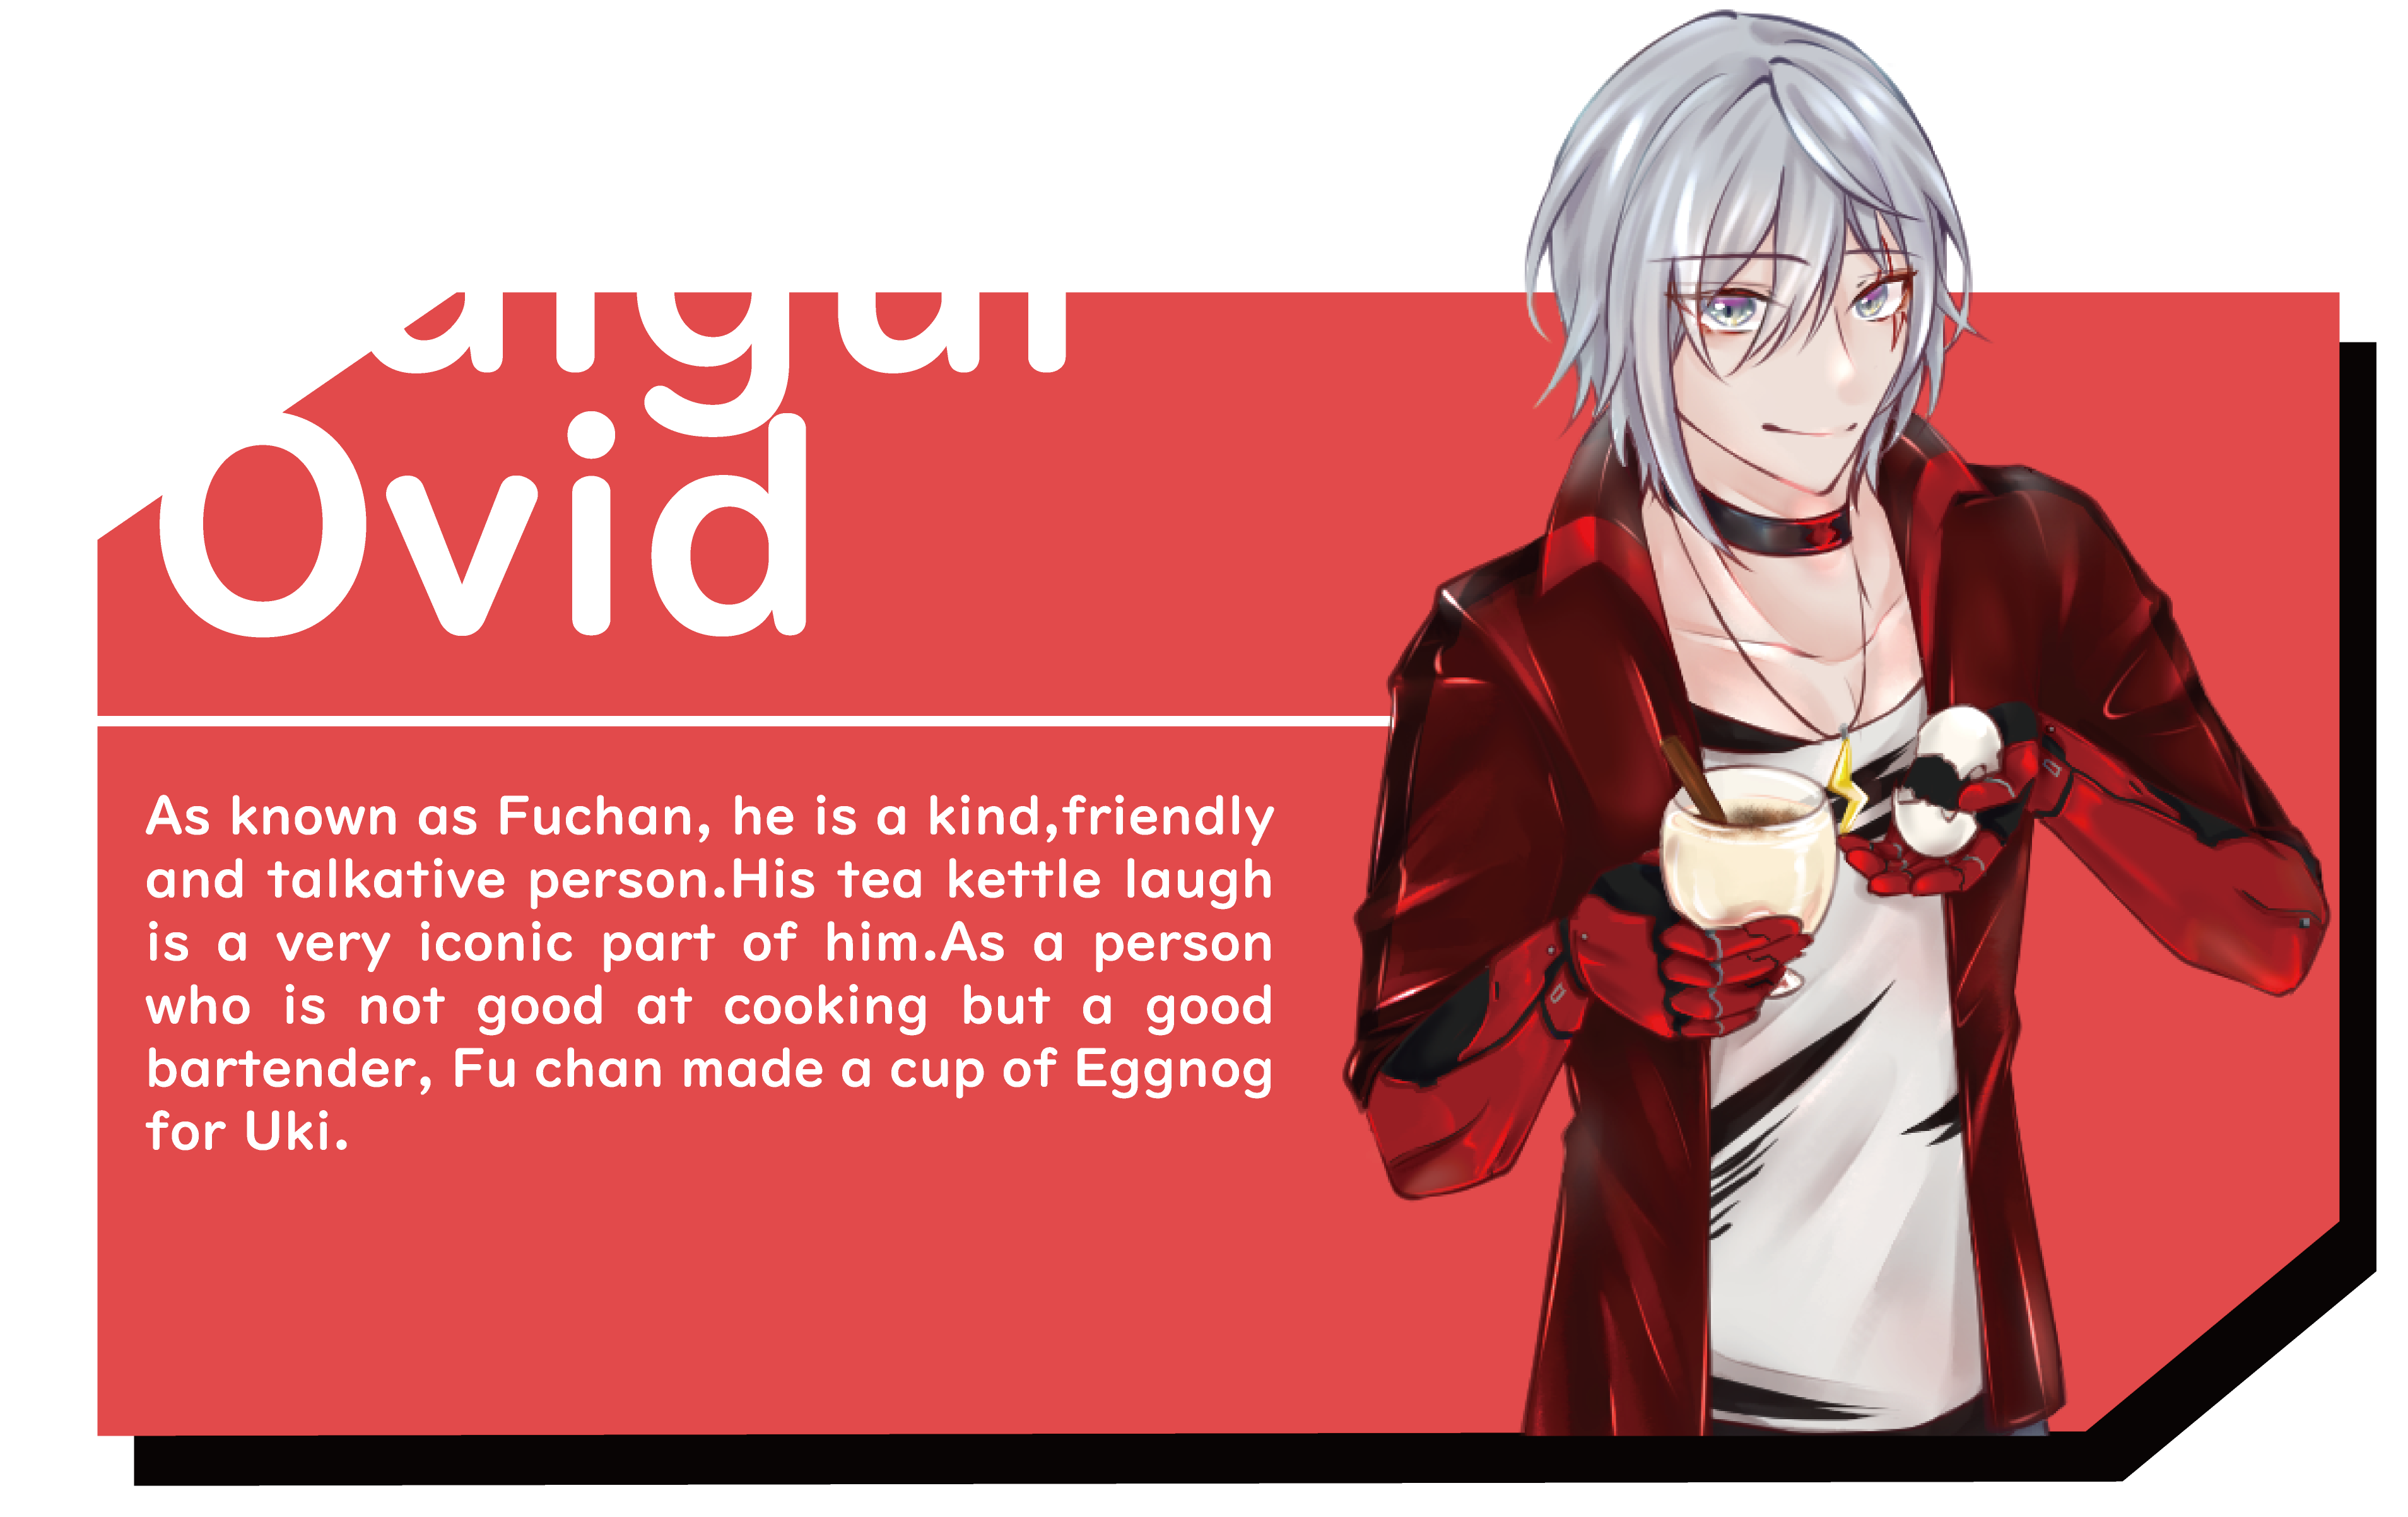 Ovid
As known as Fuchan, he is a kind,friendly
and talkative person.His tea kettle laugh
is a very iconic part of him.As a person
who is not good at cooking but a good
bartender, Fu chan made a cup of Eggnog
for Uki.